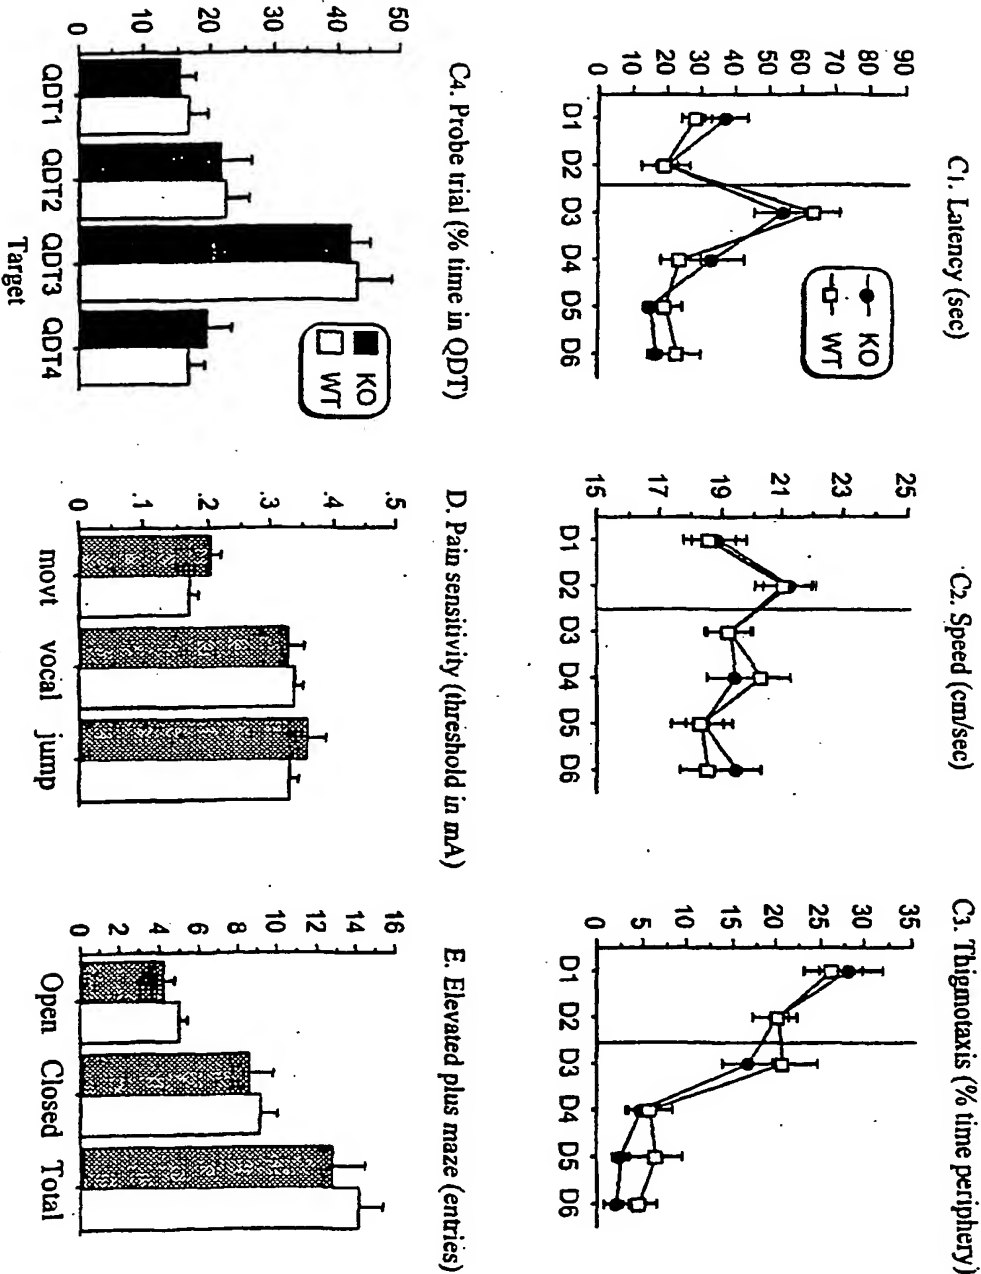 C1. Latency (sec)
90
80
70
60
50
40
30
20
10
0
D1 D2 D3 D4 D5 D6
KO
WT
C2. Speed (cm/sec)
25
23
21
19
17
15
D1 D2 D3 D4 D5 D6
C3. Thigmotaxis (% time periphery)
35
30
25
20
15
10
5
0
D1 D2 D3 D4 D5 D6
C4. Probe trial (% time in QDT)
50
40
30
20
10
0
QDT1 QDT2 QDT3 QDT4
Target
KO
WT
D. Pain sensitivity (threshold in mA)
.5
.4
.3
.2
.1
0
movt vocal jump
E. Elevated plus maze (entries)
16
14
12
10
8
6
4
2
0
Open Closed Total